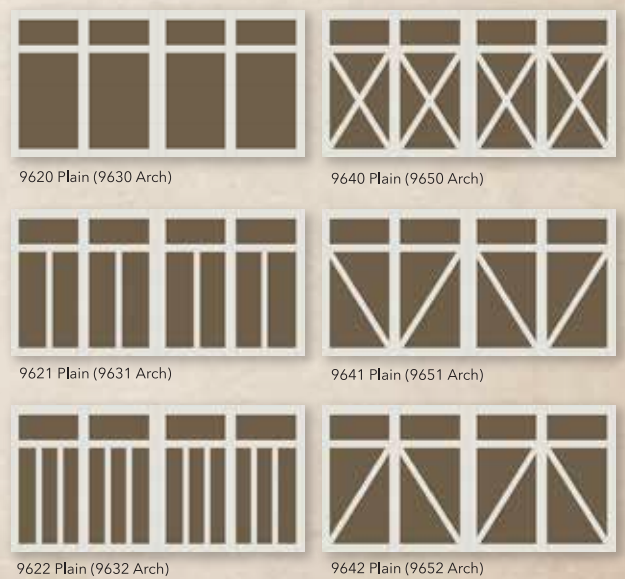 9620 Plain (9630 Arch)
9640 Plain (9650 Arch)
9621 Plain (9631 Arch)
9641 Plain (9651 Arch)
9622 Plain (9632 Arch)
9642 Plain (9652 Arch)